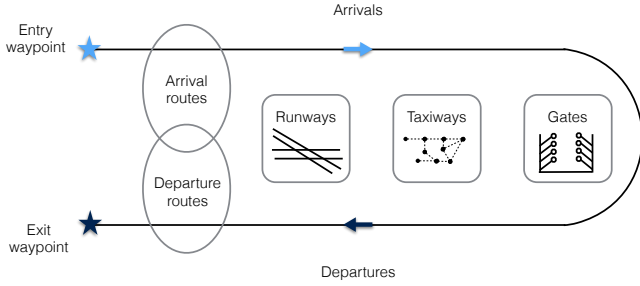 Arrivals
Entry
waypoint
Arrival
routes
Runways
Taxiways
Gates
Departure
routes
Exit
waypoint
Departures